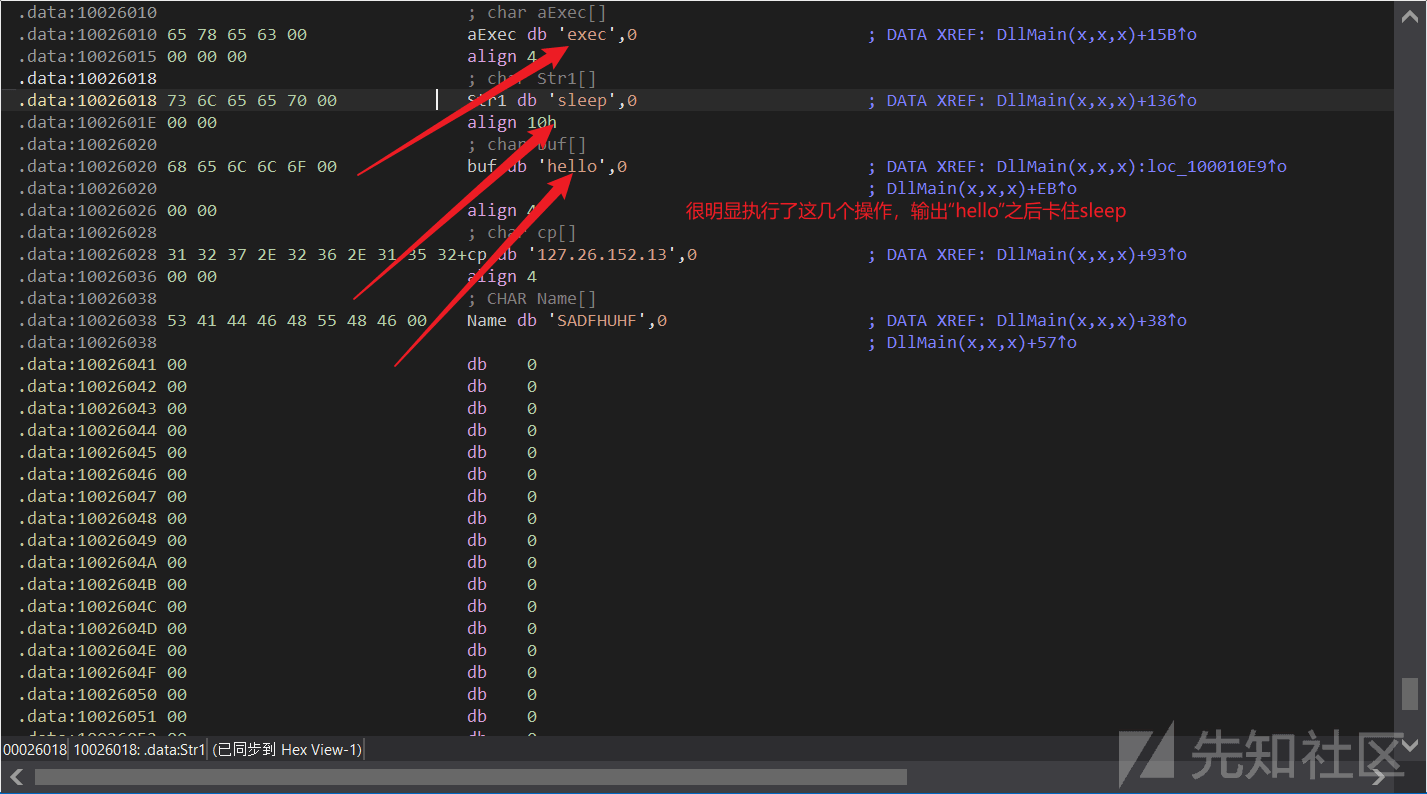 .data:10026010 ; char aExec[]
.data:10026010 65 78 65 63 00 aExec db 'exec',0 ; DATA XREF: DllMain(x,x,x)+15B↑o
.data:10026015 00 00 00 align 4
.data:10026018 ; char Str1[]
.data:10026018 73 6C 65 65 70 00 Str1 db 'sleep',0 ; DATA XREF: DllMain(x,x,x)+136↑o
.data:1002601E 00 00 align 10h
.data:10026020 ; char buf[]
.data:10026020 68 65 6C 6C 6F 00 buf db 'hello',0 ; DATA XREF: DllMain(x,x,x):loc_100010E9↑o
.data:10026020 ; DllMain(x,x,x)+EB↑o
.data:10026026 00 00 align 4
很明显执行了这几个操作，输出“hello”之后卡住sleep
.data:10026028 ; char cp[]
.data:10026028 31 32 37 2E 32 36 2E 31 35 32+cp db '127.26.152.13',0 ; DATA XREF: DllMain(x,x,x)+93↑o
.data:10026036 00 00 align 4
.data:10026038 ; CHAR Name[]
.data:10026038 53 41 44 46 48 55 48 46 00 Name db 'SADFHUHF',0 ; DATA XREF: DllMain(x,x,x)+38↑o
.data:10026038 ; DllMain(x,x,x)+57↑o
.data:10026041 00 db 0
.data:10026042 00 db 0
.data:10026043 00 db 0
.data:10026044 00 db 0
.data:10026045 00 db 0
.data:10026046 00 db 0
.data:10026047 00 db 0
.data:10026048 00 db 0
.data:10026049 00 db 0
.data:1002604A 00 db 0
.data:1002604B 00 db 0
.data:1002604C 00 db 0
.data:1002604D 00 db 0
.data:1002604E 00 db 0
.data:1002604F 00 db 0
.data:10026050 00 db 0
.data:10026051 00 db 0
00026018 10026018: .data:Str1 (已同步到 Hex View-1)
先知社区